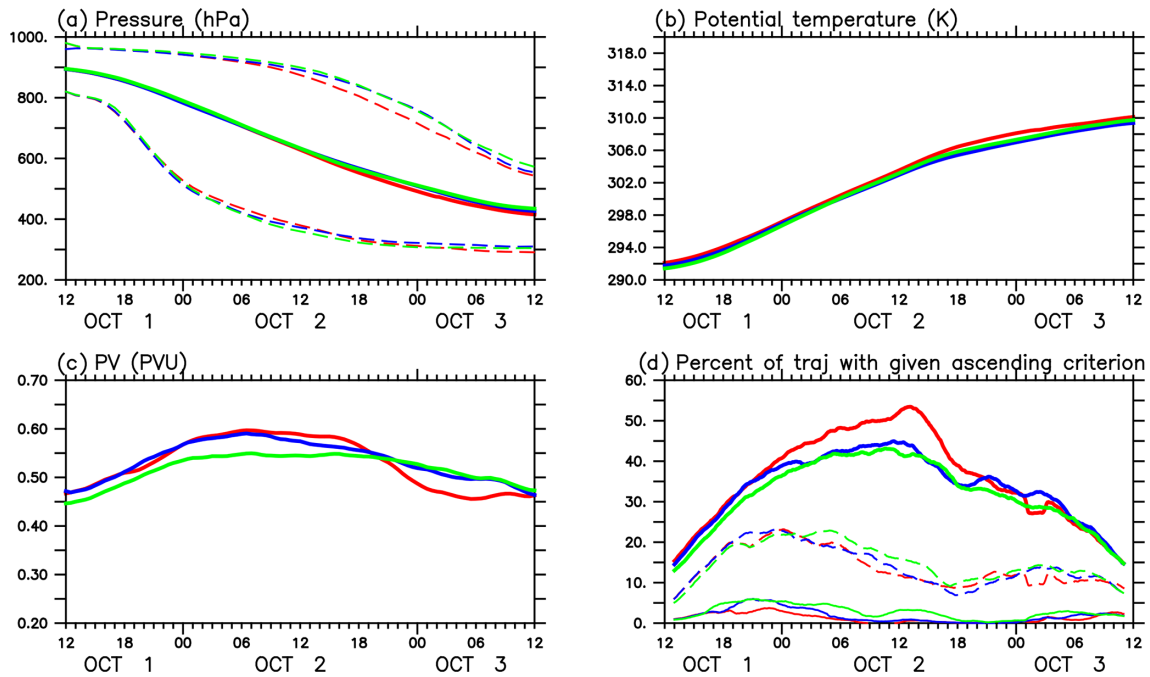 (a) Pressure (hPa)
1000.
800.
600.
400.
200.
12 18 00 06 12 18 00 06 12
OCT 1 OCT 2 OCT 3
(b) Potential temperature (K)
318.0
314.0
310.0
306.0
302.0
298.0
294.0
290.0
12 18 00 06 12 18 00 06 12
OCT 1 OCT 2 OCT 3
(c) PV (PVU)
0.70
0.60
0.50
0.40
0.30
0.20
12 18 00 06 12 18 00 06 12
OCT 1 OCT 2 OCT 3
(d) Percent of traj with given ascending criterion
60.
50.
40.
30.
20.
10.
0.
12 18 00 06 12 18 00 06 12
OCT 1 OCT 2 OCT 3